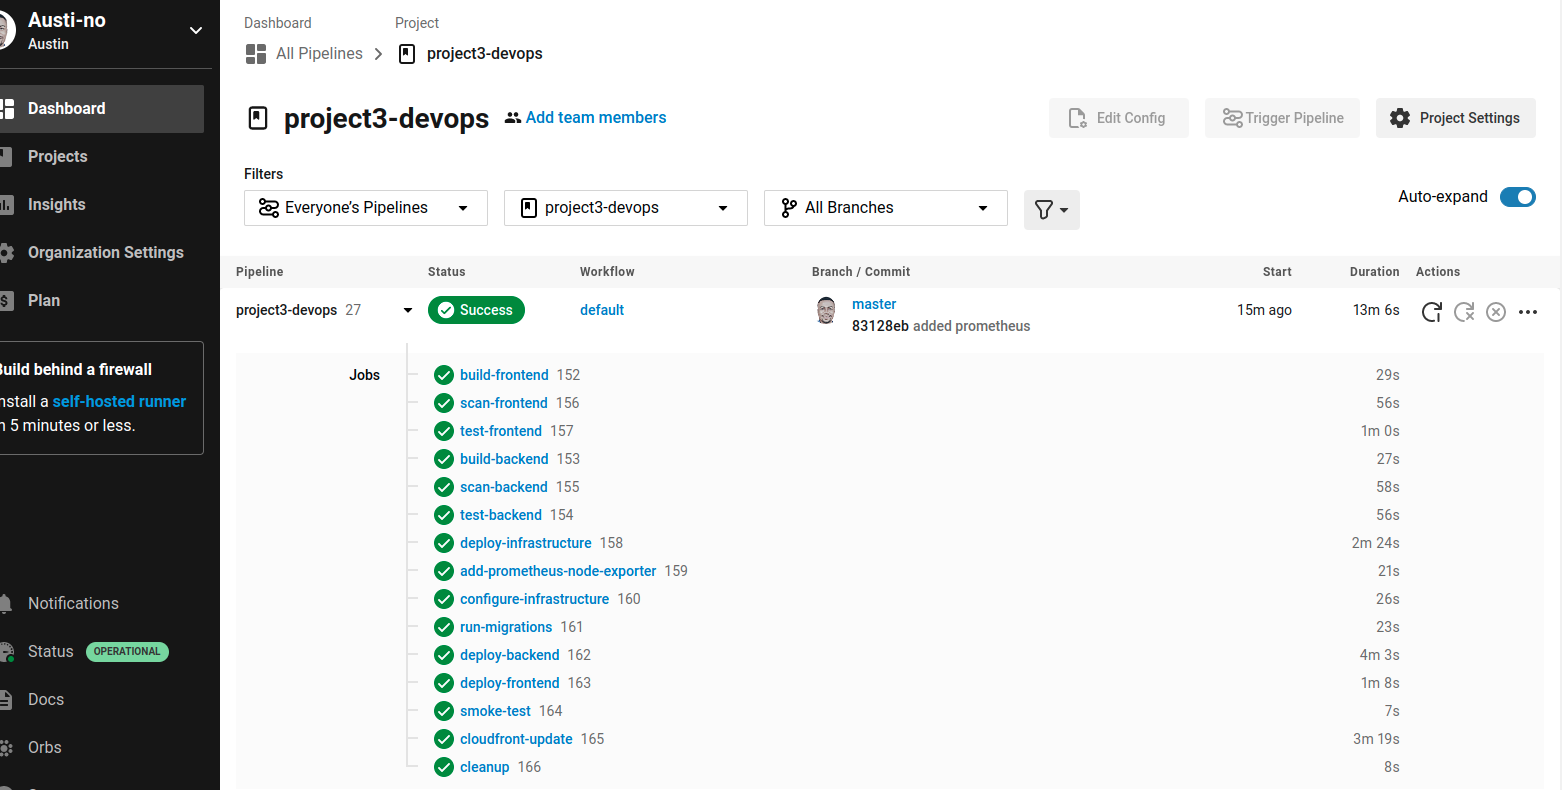 Austi-no
Austin
Dashboard
Projects
Insights
Organization Settings
Plan
Build behind a firewall
nstall a self-hosted runner
n 5 minutes or less.
Notifications
Status OPERATIONAL
Docs
Orbs
Dashboard Project
All Pipelines project3-devops
project3-devops Add team members
Edit Config Trigger Pipeline Project Settings
Filters
Everyone's Pipelines project3-devops All Branches
Auto-expand
Pipeline Status Workflow Branch / Commit Start Duration Actions
project3-devops 27 Success default master 15m ago 13m 6s
83128eb added prometheus
Jobs build-frontend 152 29s
scan-frontend 156 56s
test-frontend 157 1m 0s
build-backend 153 27s
scan-backend 155 58s
test-backend 154 56s
deploy-infrastructure 158 2m 24s
add-prometheus-node-exporter 159 21s
configure-infrastructure 160 26s
run-migrations 161 23s
deploy-backend 162 4m 3s
deploy-frontend 163 1m 8s
smoke-test 164 7s
cloudfront-update 165 3m 19s
cleanup 166 8s